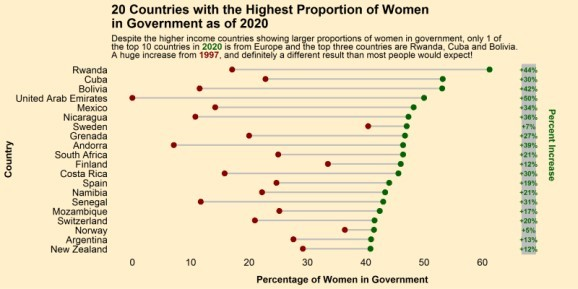 20 Countries with the Highest Proportion of Women
in Government as of 2020
Despite the higher income countries showing larger proportions of women in government, only 1 of
the top 10 countries in 2020 is from Europe and the top three countries are Rwanda, Cuba and Bolivia.
A huge increase from 1997, and definitely a different result than most people would expect!
Rwanda +44%
Cuba +30%
Bolivia +42%
United Arab Emirates +50%
Mexico +34%
Nicaragua +36%
Sweden +7%
Grenada +27%
Andorra +39%
South Africa +21%
Finland +12%
Costa Rica +30%
Spain +19%
Namibia +21%
Senegal +31%
Mozambique +17%
Switzerland +20%
Norway +5%
Argentina +13%
New Zealand +12%
Country
Percent Increase
0 10 20 30 40 50 60
Percentage of Women in Government